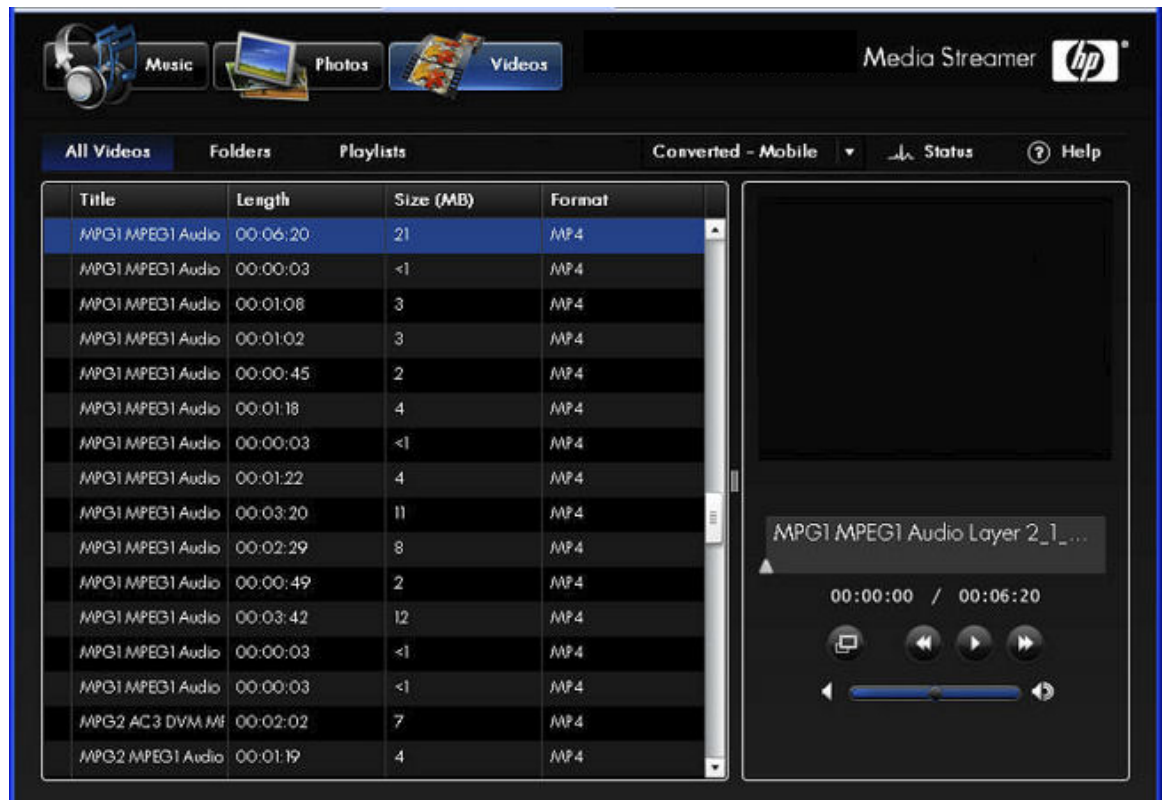 Music Photos Videos Media Streamer hp
All Videos Folders Playlists Converted - Mobile Status ? Help
Title Length Size (MB) Format
MPG1 MPEG1 Audio 00:06:20 21 MP4
MPG1 MPEG1 Audio 00:00:03 <1 MP4
MPG1 MPEG1 Audio 00:01:08 3 MP4
MPG1 MPEG1 Audio 00:01:02 3 MP4
MPG1 MPEG1 Audio 00:00:45 2 MP4
MPG1 MPEG1 Audio 00:01:18 4 MP4
MPG1 MPEG1 Audio 00:00:03 <1 MP4
MPG1 MPEG1 Audio 00:01:22 4 MP4
MPG1 MPEG1 Audio 00:03:20 11 MP4
MPG1 MPEG1 Audio 00:02:29 8 MP4
MPG1 MPEG1 Audio 00:00:49 2 MP4
MPG1 MPEG1 Audio 00:03:42 12 MP4
MPG1 MPEG1 Audio 00:00:03 <1 MP4
MPG1 MPEG1 Audio 00:00:03 <1 MP4
MPG2 AC3 DVM MF 00:02:02 7 MP4
MPG2 MPEG1 Audio 00:01:19 4 MP4
MPG1 MPEG1 Audio Layer 2_1_...
00:00:00 / 00:06:20